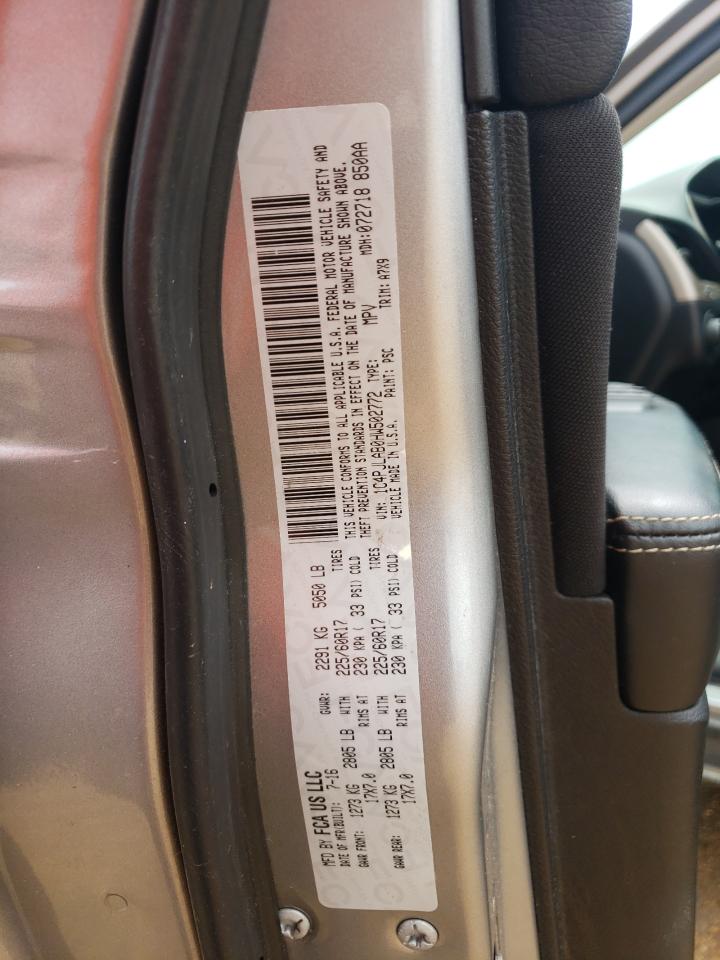 MFD BY FCA US LLC
DATE OF MFR(BUILT): 7-16 GVWR: 2291 KG 5050 LB
GAWR FRONT: 1273 KG 2805 LB WITH 225/60R17 TIRES
17X7.0 RIMS AT 230 KPA ( 33 PSI) COLD
GAWR REAR: 1273 KG 2805 LB WITH 225/60R17 TIRES
17X7.0 RIMS AT 230 KPA ( 33 PSI) COLD
THIS VEHICLE CONFORMS TO ALL APPLICABLE U.S.A. FEDERAL MOTOR VEHICLE SAFETY AND
THEFT PREVENTION STANDARDS IN EFFECT ON THE DATE OF MANUFACTURE SHOWN ABOVE.
VIN: 1C4PJLAB0HW502772 TYPE: MPV MDH:072718 850AA
VEHICLE MADE IN U.S.A. PAINT: PSC TRIM: A7X9